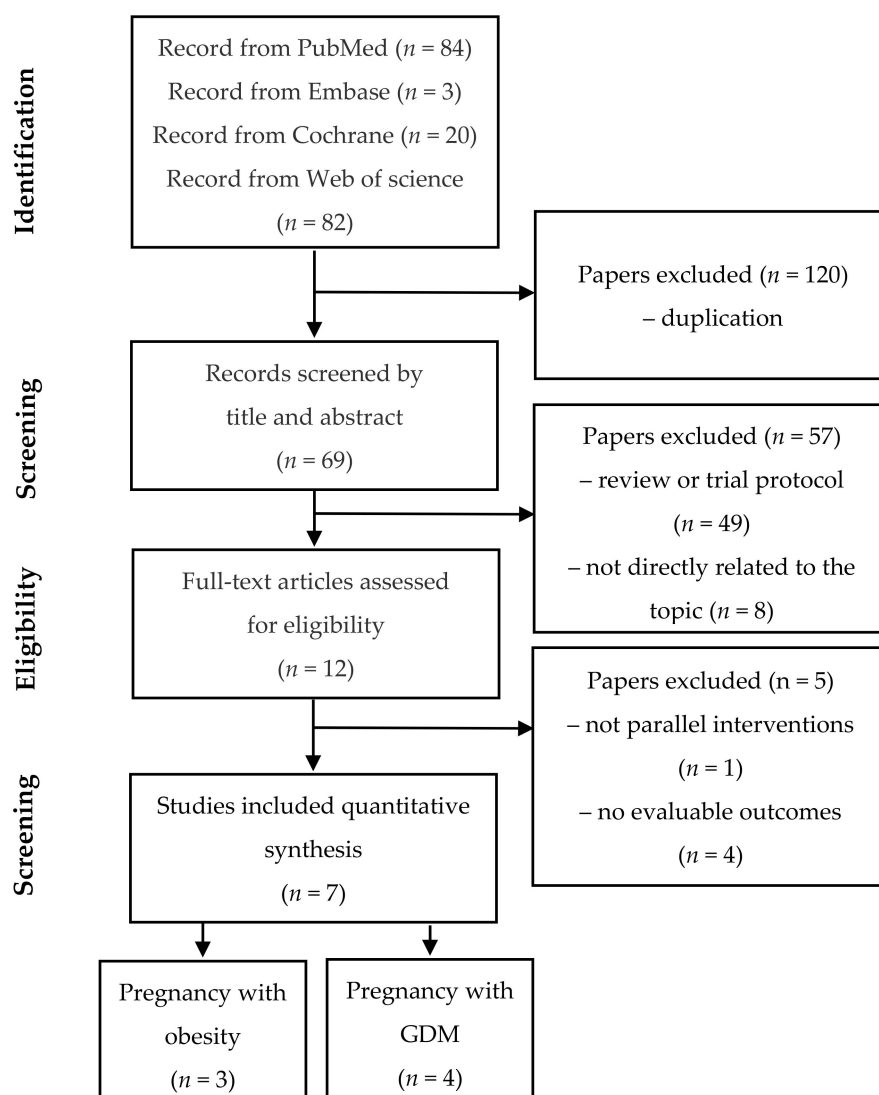 Identification
Record from PubMed (n = 84)
Record from Embase (n = 3)
Record from Cochrane (n = 20)
Record from Web of science
(n = 82)
Papers excluded (n = 120)
– duplication
Screening
Records screened by
title and abstract
(n = 69)
Papers excluded (n = 57)
– review or trial protocol
(n = 49)
– not directly related to the
topic (n = 8)
Eligibility
Full-text articles assessed
for eligibility
(n = 12)
Papers excluded (n = 5)
– not parallel interventions
(n = 1)
– no evaluable outcomes
(n = 4)
Screening
Studies included quantitative
synthesis
(n = 7)
Pregnancy with
obesity
(n = 3)
Pregnancy with
GDM
(n = 4)